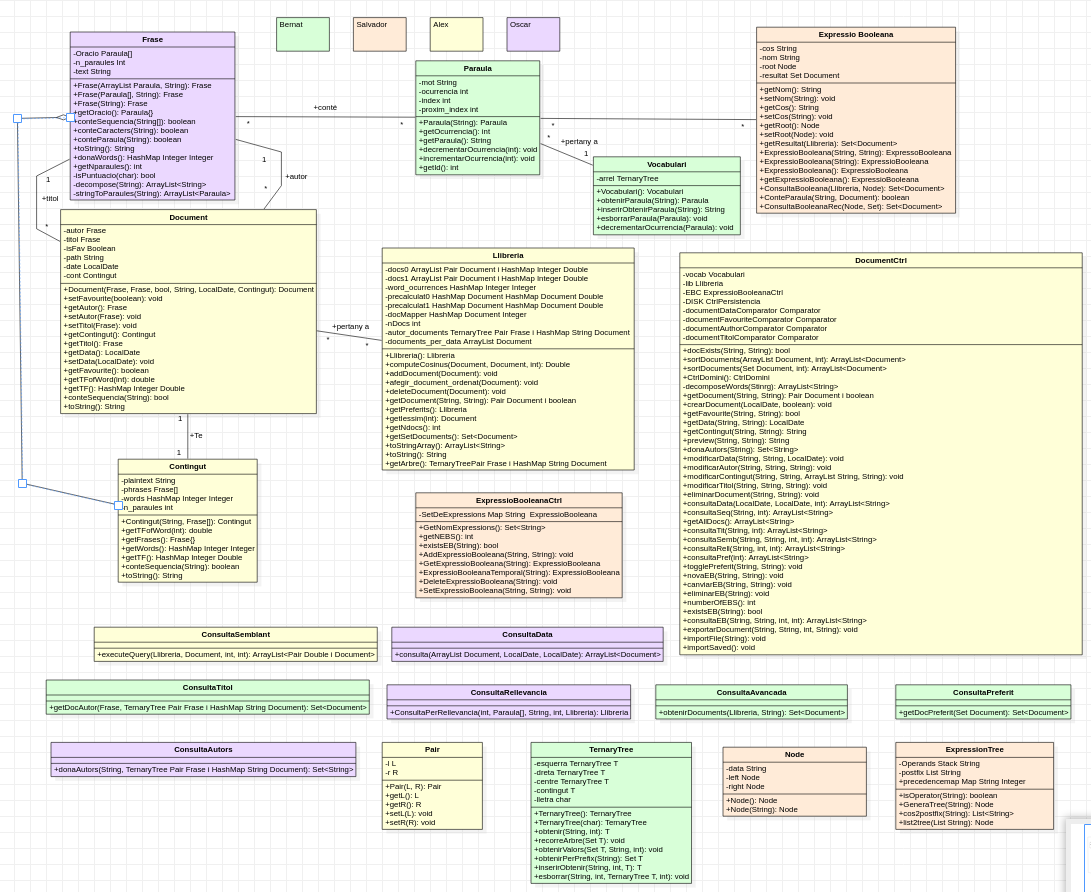 Bernat
Salvador
Alex
Oscar
Frase
-Oracio Paraula[]
-n_paraules Int
-text String
+Frase(ArrayList Paraula, String): Frase
+Frase(Paraula[], String): Frase
+Frase(String): Frase
+getOracio(): Paraula{}
+conteSequencia(String[]): boolean
+conteCaracters(String): boolean
+conteParaula(String): boolean
+toString(): String
+donaWords(): HashMap Integer Integer
+getNparaules(): int
-isPuntuacio(char): bool
-decompose(String): ArrayList<String>
-stringToParaules(String): ArrayList<Paraula>
+conté
*
*
Paraula
-mot String
-ocurrencia int
-index int
-proxim_index int
+Paraula(String): Paraula
+getOcurrencia(): int
+getParaula(): String
+decrementarOcurrencia(int): void
+incrementarOcurrencia(int): void
+getId(): int
*
*
*
+pertany a
1
Expressio Booleana
-cos String
-nom String
-root Node
-resultat Set Document
+getNom(): String
+setNom(String): void
+getCos(): String
+setCos(String): void
+getRoot(): Node
+setRoot(Node): void
+getResultat(Llibreria): Set<Document>
+ExpressioBooleana(String, String): ExpressoBooleana
+ExpressioBooleana(String): ExpressioBooleana
+ExpressioBooleana(): ExpressioBooleana
+getExpressioBooleana(): ExpressioBooleana
+ConsultaBooleana(Llibreria, Node): Set<Document>
+ConteParaula(String, Document): boolean
+ConsultaBooleanaRec(Node, Set): Set<Document>
Vocabulari
-arrel TernaryTree
+Vocabulari(): Vocabulari
+obtenirParaula(String): Paraula
+inserirObtenirParaula(String): String
+esborrarParaula(Paraula): void
+decrementarOcurrencia(Paraula): void
1
+titol
*
1
+autor
*
Document
-autor Frase
-titol Frase
-isFav Boolean
-path String
-date LocalDate
-cont Contingut
+Document(Frase, Frase, bool, String, LocalDate, Contingut): Document
+setFavourite(boolean): void
+getAutor(): Frase
+setAutor(Frase): void
+setTitol(Frase): void
+getContingut(): Contingut
+getTitol(): Frase
+getData(): LocalDate
+setData(LocalDate): void
+getFavourite(): boolean
+getTFofWord(int): double
+getTF(): HashMap Integer Double
+conteSequencia(String): bool
+toString(): String
+pertany a
*
*
1
+Te
1
Llibreria
-docs0 ArrayList Pair Document i HashMap Integer Double
-docs1 ArrayList Pair Document i HashMap Integer Double
-word_ocurrences HashMap Integer Integer
-precalculat0 HashMap Document HashMap Document Double
-precalculat1 HashMap Document HashMap Document Double
-docMapper HashMap Document Integer
-nDocs int
-autor_documents TernaryTree Pair Frase i HashMap String Document
-documents_per_data ArrayList Document
+Llibreria(): Llibreria
+computeCosinus(Document, Document, int): Double
+addDocument(Document): void
+afegir_document_ordenat(Document): void
+deleteDocument(Document): void
+getDocument(String, String): Pair Document i boolean
+getPreferits(): Llibreria
+getIessim(int): Document
+getNdocs(): int
+getSetDocuments(): Set<Document>
+toStringArray(): ArrayList<String>
+toString(): String
+getArbre(): TernaryTreePair Frase i HashMap String Document
DocumentCtrl
-vocab Vocabulari
-lib Llibreria
-EBC ExpressioBooleanaCtrl
-DISK CtrlPersistencia
-documentDataComparator Comparator
-documentFavouriteComparator Comparator
-documentAuthorComparator Comparator
-documentTitolComparator Comparator
+docExists(String, String): bool
+sortDocuments(ArrayList Document, int): ArrayList<Document>
+sortDocuments(Set Document, int): ArrayList<Document>
+CtrlDomini(): CtrlDomini
-decomposeWords(Stinrg): ArrayList<String>
+getDocument(String, String): Pair Document i boolean
+crearDocument(LocalDate, boolean): void
+getFavourite(String, String): bool
+getData(String, String): LocalDate
+getContingut(String, String): String
+preview(String, String): String
+donaAutors(String): Set<String>
+modificarData(String, String, LocalDate): void
+modificarAutor(String, String, String): void
+modificarContingut(String, String, ArrayList String, String): void
+modificarTitol(String, String, String): void
+eliminarDocument(String, String): void
+consultaData(LocalDate, LocalDate, int): ArrayList<String>
+consultaSeq(String, int): ArrayList<String>
+getAllDocs(): ArrayList<String>
+consultaTit(String, int): ArrayList<String>
+consultaSemb(String, String, int, int): ArrayList<String>
+consultaRell(String, int, int): ArrayList<String>
+consultaPref(int): ArrayList<String>
+togglePreferit(String, String): void
+novaEB(String, String): void
+canviarEB(String, String): void
+eliminarEB(String): void
+numberOfEBS(): int
+existsEB(String): bool
+consultaEB(String, String, int, int): ArrayList<String>
+exportarDocument(String, String, int, String): void
+importFile(String): void
+importSaved(): void
Contingut
-plaintext String
-phrases Frase[]
-words HashMap Integer Integer
-n_paraules int
+Contingut(String, Frase[]): Contingut
+getTFofWord(int): double
+getFrases(): Frase{}
+getWords(): HashMap Integer Integer
+getTF(): HashMap Integer Double
+conteSequencia(String): boolean
+toString(): String
ExpressioBooleanaCtrl
-SetDeExpressions Map String ExpressioBooleana
+GetNomExpressions(): Set<String>
+getNEBS(): int
+existsEB(String): bool
+AddExpressioBooleana(String, String): void
+GetExpressioBooleana(String): ExpressioBooleana
+ExpressioBooleanaTemporal(String): ExpressioBooleana
+DeleteExpressioBooleana(String): void
+SetExpressioBooleana(String, String): void
ConsultaSemblant
+executeQuery(Llibreria, Document, int, int): ArrayList<Pair Double i Document>
ConsultaData
+consulta(ArrayList Document, LocalDate, LocalDate): ArrayList<Document>
ConsultaTitol
+getDocAutor(Frase, TernaryTree Pair Frase i HashMap String Document): Set<Document>
ConsultaRellevancia
+ConsultaPerRellevancia(int, Paraula[], String, int, Llibreria): Llibreria
ConsultaAvancada
+obtenirDocuments(Llibreria, String): Set<Document>
ConsultaPreferit
+getDocPreferit(Set Document): Set<Document>
ConsultaAutors
+donaAutors(String, TernaryTree Pair Frase i HashMap String Document): Set<String>
Pair
-l L
-r R
+Pair(L, R): Pair
+getL(): L
+getR(): R
+setL(L): void
+setR(R): void
TernaryTree
-esquerra TernaryTree T
-dreta TernaryTree T
-centre TernaryTree T
-contingut T
-lletra char
+TernaryTree(): TernaryTree
+TernaryTree(char): TernaryTree
+obtenir(String, int): T
+recorreArbre(Set T): void
+obtenirValors(Set T, String, int): void
+obtenirPerPrefix(String): Set T
+inserirObtenir(String, int, T): T
+esborrar(String, int, TernaryTree T, int): void
Node
-data String
-left Node
-right Node
+Node(): Node
+Node(String): Node
ExpressionTree
-Operands Stack String
-postfix List String
+precedencemap Map String Integer
+isOperator(String): boolean
+GeneraTree(String): Node
+cos2postfix(String): List<String>
+list2tree(List String): Node